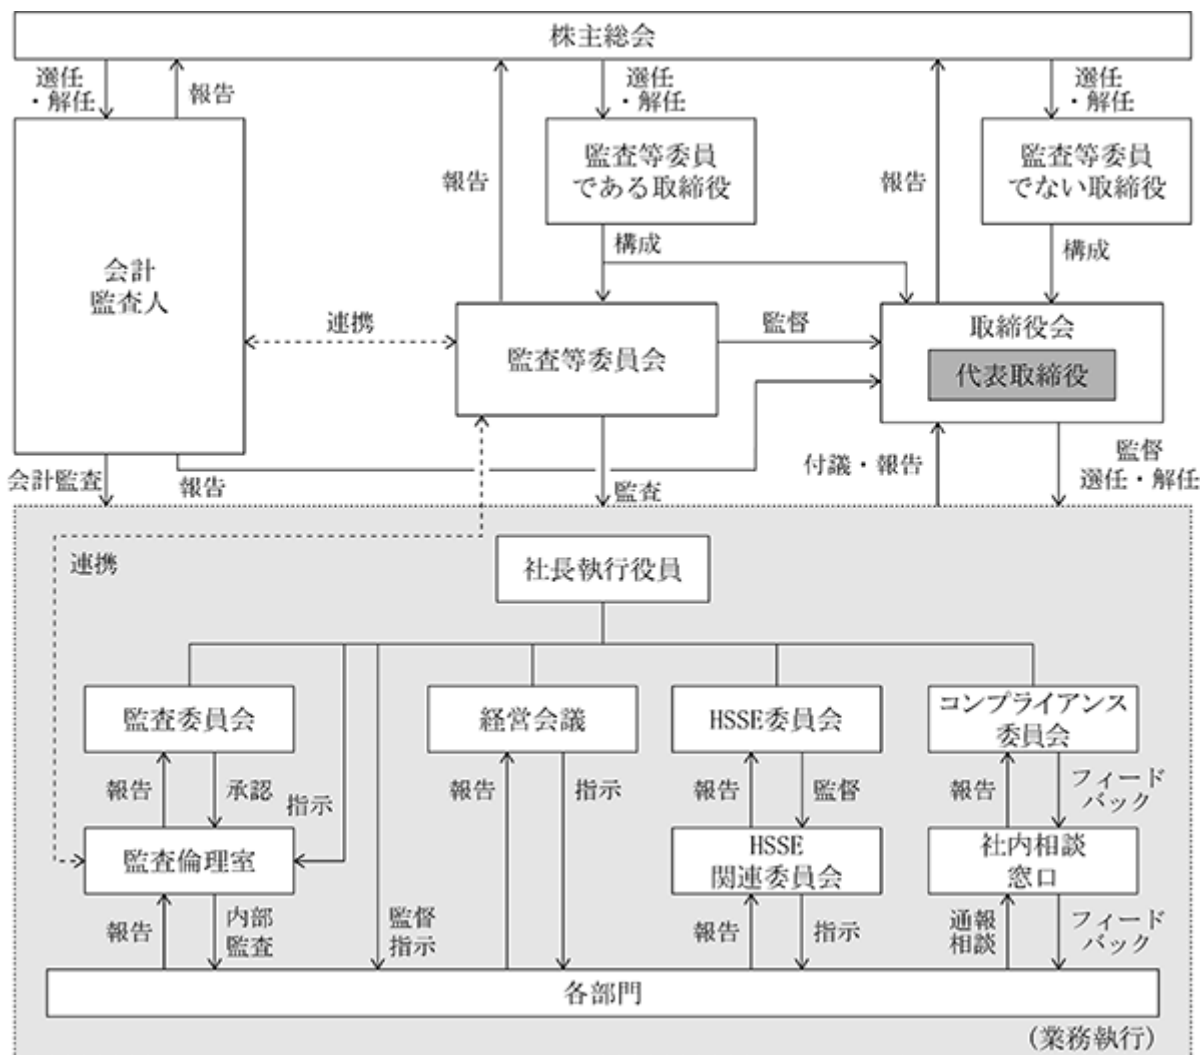 株主総会
選任
・解任
報告
報告
選任
・解任
報告
選任
・解任
会計
監査人
監査等委員
である取締役
監査等委員
でない取締役
構成
構成
連携
監査等委員会
監督
取締役会
代表取締役
会計監査
報告
監査
付議・報告
監督
選任・解任
連携
社長執行役員
監査委員会
経営会議
HSSE委員会
コンプライアンス
委員会
報告
承認
指示
報告
指示
報告
監督
報告
フィード
バック
監査倫理室
HSSE
関連委員会
社内相談
窓口
報告
内部
監査
監督
指示
報告
指示
通報
相談
フィード
バック
各部門
(業務執行)